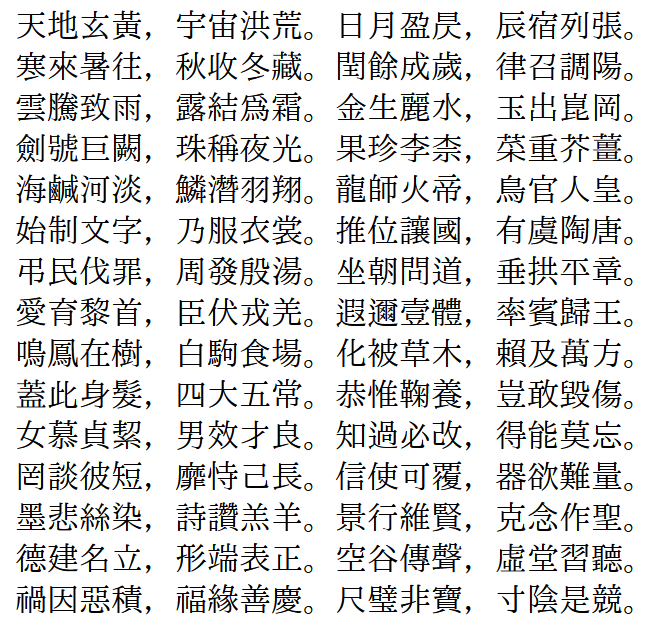 天地玄黃，宇宙洪荒。日月盈昃，辰宿列張。
寒來暑往，秋收冬藏。閏餘成歲，律召調陽。
雲騰致雨，露結爲霜。金生麗水，玉出崑岡。
劍號巨闕，珠稱夜光。果珍李柰，菜重芥薑。
海鹹河淡，鱗潛羽翔。龍師火帝，鳥官人皇。
始制文字，乃服衣裳。推位讓國，有虞陶唐。
弔民伐罪，周發殷湯。坐朝問道，垂拱平章。
愛育黎首，臣伏戎羌。遐邇壹體，率賓歸王。
鳴鳳在樹，白駒食場。化被草木，賴及萬方。
蓋此身髮，四大五常。恭惟鞠養，豈敢毀傷。
女慕貞絜，男效才良。知過必改，得能莫忘。
罔談彼短，靡恃己長。信使可覆，器欲難量。
墨悲絲染，詩讚羔羊。景行維賢，克念作聖。
德建名立，形端表正。空谷傳聲，虛堂習聽。
禍因惡積，福緣善慶。尺璧非寶，寸陰是競。